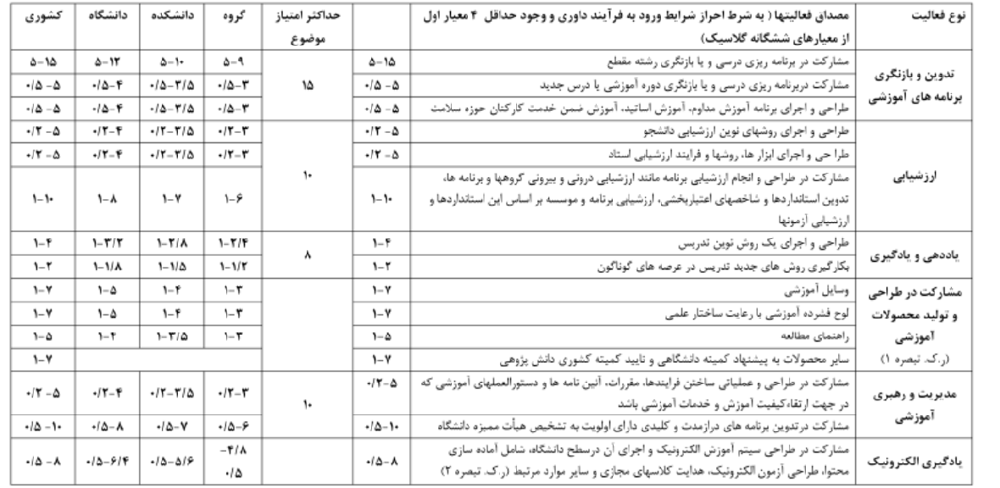 نوع فعالیت	مصداق فعالیتها ( به شرط احراز شرایط ورود به فرآیند داوری و وجود حداقل ۴ معیار اول		حداکثر امتیاز	گروه	دانشکده	دانشگاه	کشوری
از معیارهای ششگانه گلاسیک)	موضوع
تدوین و بازنگری
برنامه های آموزشی
مشارکت در برنامه ریزی درسی و یا بازنگری رشته مقطع	۵-۱۵	۱۵	۵-۹	۵-۱۰	۵-۱۲	۵-۱۵
مشارکت دربرنامه ریزی درسی و یا بازنگری دوره آموزشی یا درس جدید	۰/۵ -۵	۰/۵-۳	۰/۵-۳/۵	۰/۵-۴	۰/۵ -۵
طراحی و اجرای برنامه آموزش مداوم، آموزش اساتید، آموزش ضمن خدمت کارکنان حوزه سلامت	۰/۵ -۵	۰/۵-۳	۰/۵-۳/۵	۰/۵-۴	۰/۵ -۵
ارزشیابی
طراحی و اجرای روشهای نوین ارزشیابی دانشجو	۰/۲ -۵	۱۰	۰/۲-۳	۰/۲-۳/۵	۰/۲-۴	۰/۲ -۵
طرا حی و اجرای ابزار ها، روشها و فرایند ارزشیابی استاد	۰/۲ -۵	۰/۲-۳	۰/۲-۳/۵	۰/۲-۴	۰/۲ -۵
مشارکت در طراحی و انجام ارزشیابی برنامه مانند ارزشیابی درونی و بیرونی گروهها و برنامه ها،
تدوین استانداردها و شاخصهای اعتباربخشی، ارزشیابی برنامه و موسسه بر اساس این استانداردها و	۱-۱۰	۱-۶	۱-۷	۱-۸	۱-۱۰
ارزشیابی آزمونها
یاددهی و یادگیری
طراحی و اجرای یک روش نوین تدریس	۱-۴	۸	۱-۲/۴	۱-۲/۸	۱-۳/۲	۱-۴
بکارگیری روش های جدید تدریس در عرصه های گوناگون	۱-۲	۱-۱/۲	۱-۱/۵	۱-۱/۸	۱-۲
مشارکت در طراحی
و تولید محصولات
آموزشی
(ر.ک. تبصره ۱)
وسایل آموزشی	۱-۷	۱-۳	۱-۴	۱-۵	۱-۷
لوح فشرده آموزشی با رعایت ساختار علمی	۱-۷	۱-۳	۱-۴	۱-۵	۱-۷
راهنمای مطالعه	۱-۵	۱-۳	۱-۳/۵	۱-۴	۱-۵
سایر محصولات به پیشنهاد کمیته دانشگاهی و تایید کمیته کشوری دانش پژوهی	۱-۷	۱-۷
مدیریت و رهبری
آموزشی
مشارکت در طراحی و عملیاتی ساختن فرایندها، مقررات، آئین نامه ها و دستورالعملهای آموزشی که	۰/۲-۵	۱۰	۰/۲-۳	۰/۲-۳/۵	۰/۲-۴	۰/۲ -۵
در جهت ارتقاءکیفیت آموزش و خدمات آموزشی باشد
مشارکت درتدوین برنامه های درازمدت و کلیدی دارای اولویت به تشخیص هیأت ممیزه دانشگاه	۰/۵-۱۰	۰/۵-۶	۰/۵-۷	۰/۵-۸	۰/۵ -۱۰
یادگیری الکترونیک
مشارکت در طراحی سیتم آموزش الکترونیک و اجرای آن درسطح دانشگاه، شامل آماده سازی	۰/۵-۸	-۴/۸	۰/۵-۵/۶	۰/۵-۶/۴	۰/۵ -۸
محتوا، طراحی آزمون الکترونیک، هدایت کلاسهای مجازی و سایر موارد مرتبط (ر.ک. تبصره ۲)	۰/۵